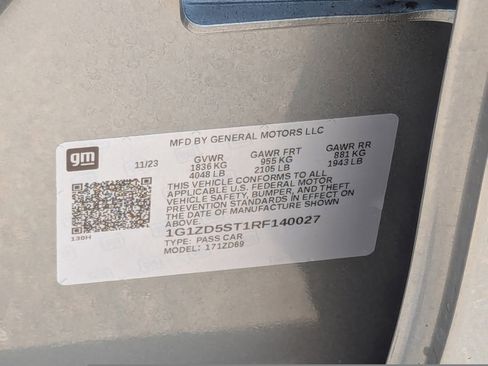 MFD BY GENERAL MOTORS LLC
gm
11/23 GVWR GAWR FRT GAWR RR
1836 KG 955 KG 881 KG
4048 LB 2105 LB 1943 LB
THIS VEHICLE CONFORMS TO ALL
APPLICABLE U.S. FEDERAL MOTOR
VEHICLE SAFETY, BUMPER, AND THEFT
PREVENTION STANDARDS IN EFFECT ON
THE DATE OF MANUFACTURE SHOWN
ABOVE.
1G1ZD5ST1RF140027
TYPE: PASS CAR
MODEL: 171ZD69
130H